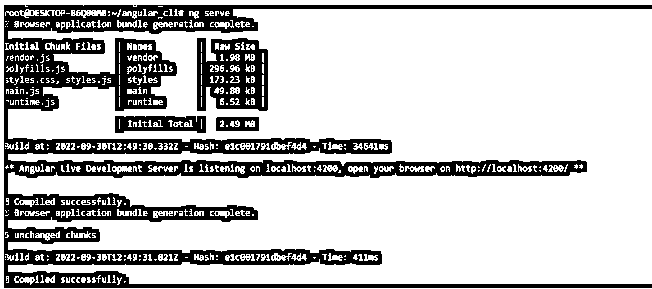 root@DESKTOP-B6Q00M8:~/angular_cli# ng serve
Browser application bundle generation complete.
Initial Chunk Files | Names | Raw Size
vendor.js | vendor | 1.98 MB |
polyfills.js | polyfills | 296.96 kB |
styles.css, styles.js | styles | 173.23 kB |
main.js | main | 49.80 kB |
runtime.js | runtime | 6.52 kB |
| Initial Total | 2.49 MB
Build at: 2022-09-30T12:49:30.332Z - Hash: e1c001791dbef4d4 - Time: 34641ms
** Angular Live Development Server is listening on localhost:4200, open your browser on http://localhost:4200/ **
Compiled successfully.
Browser application bundle generation complete.
5 unchanged chunks
Build at: 2022-09-30T12:49:31.021Z - Hash: e1c001791dbef4d4 - Time: 411ms
Compiled successfully.